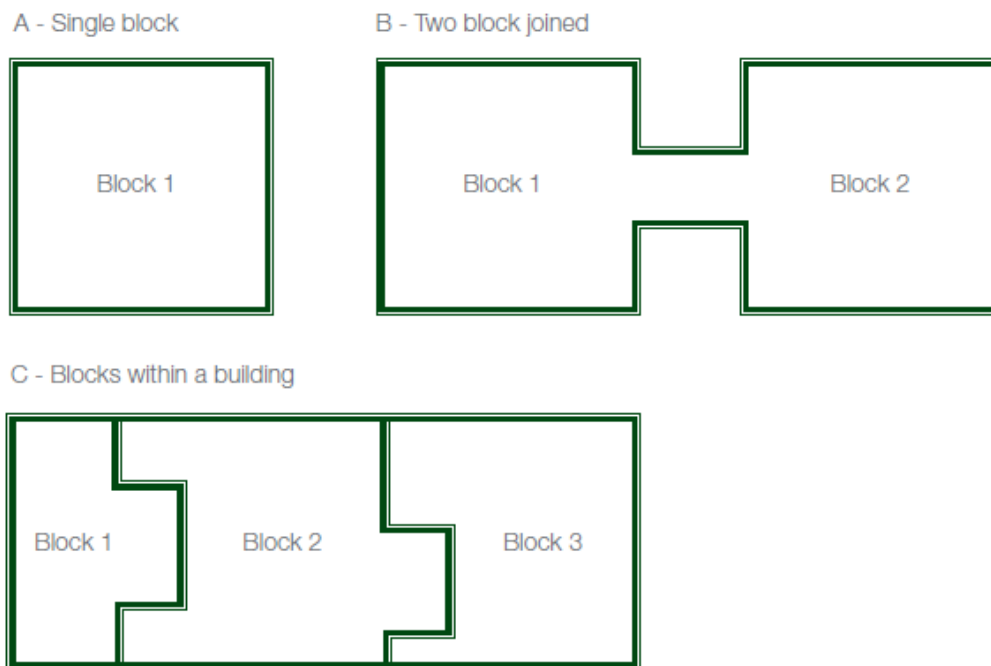 A - Single block
B - Two block joined
Block 1
Block 1
Block 2
C - Blocks within a building
Block 1
Block 2
Block 3